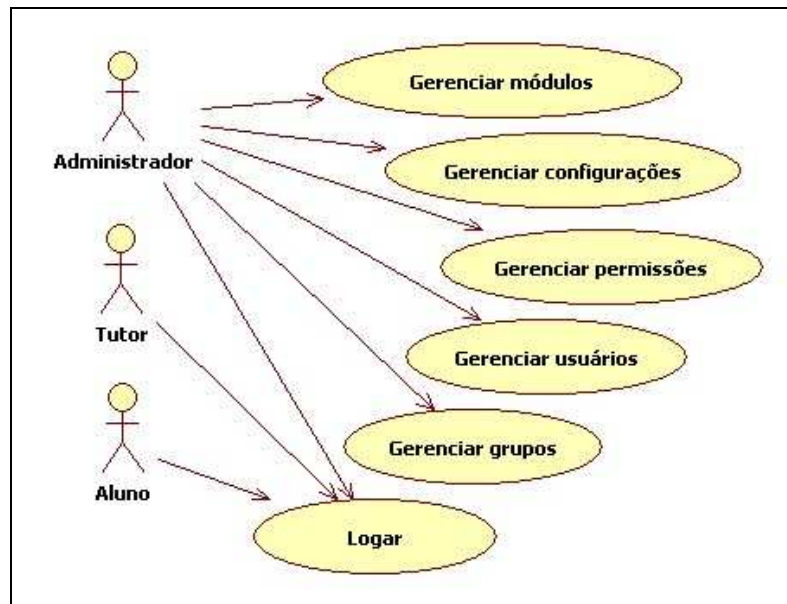 Gerenciar módulos
Administrador
Gerenciar configurações
Gerenciar permissões
Tutor
Gerenciar usuários
Gerenciar grupos
Aluno
Logar